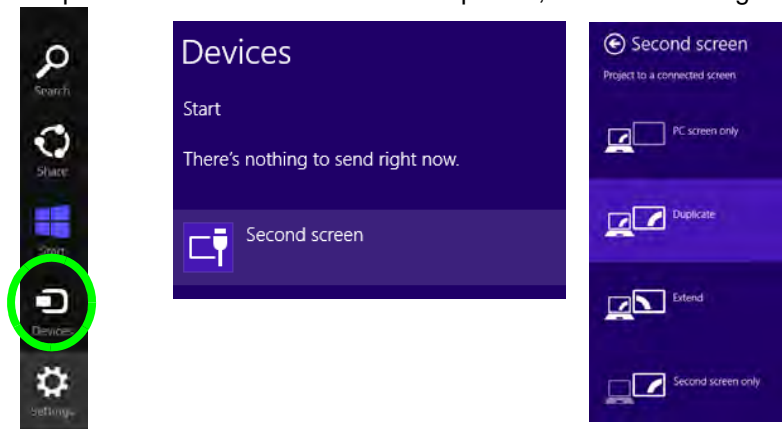 Search
Share
Start
Devices
Settings
Devices
Start
There's nothing to send right now.
Second screen
Second screen
Project to a connected screen
PC screen only
Duplicate
Extend
Second screen only